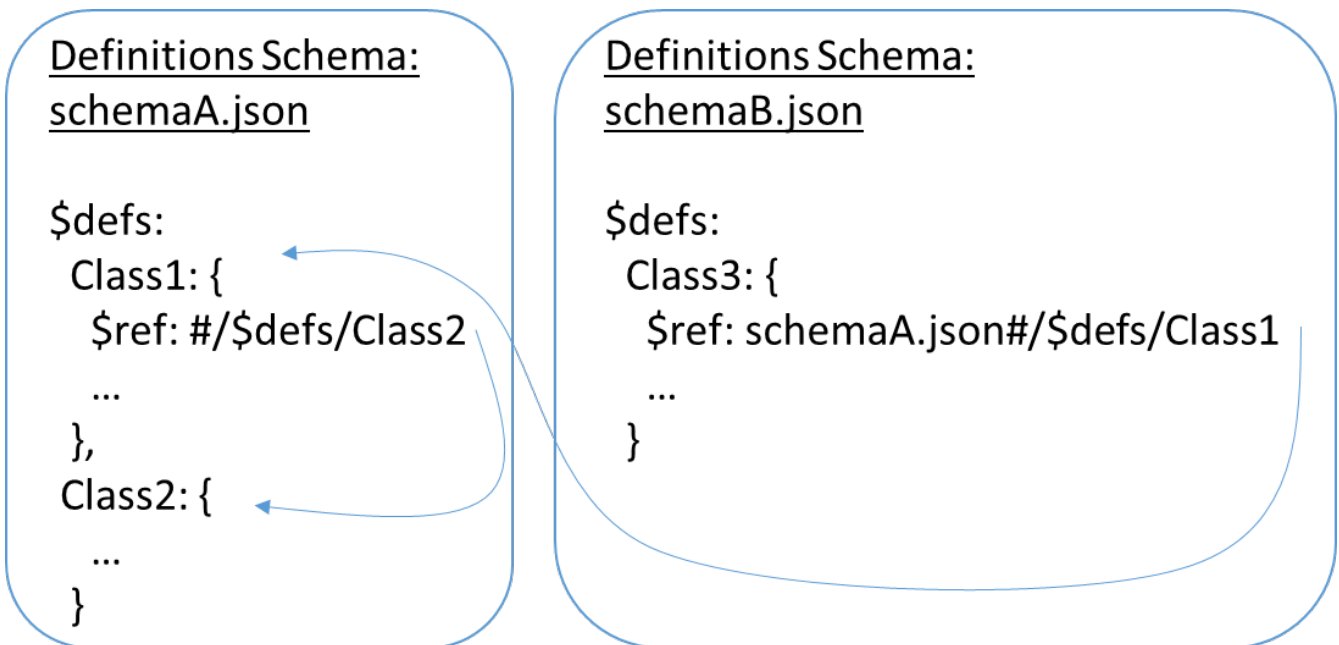 Definitions Schema:
schemaA.json
$defs:
Class1: {
$ref: #/$defs/Class2
...
},
Class2: {
...
}
Definitions Schema:
schemaB.json
$defs:
Class3: {
$ref: schemaA.json#/$defs/Class1
...
}